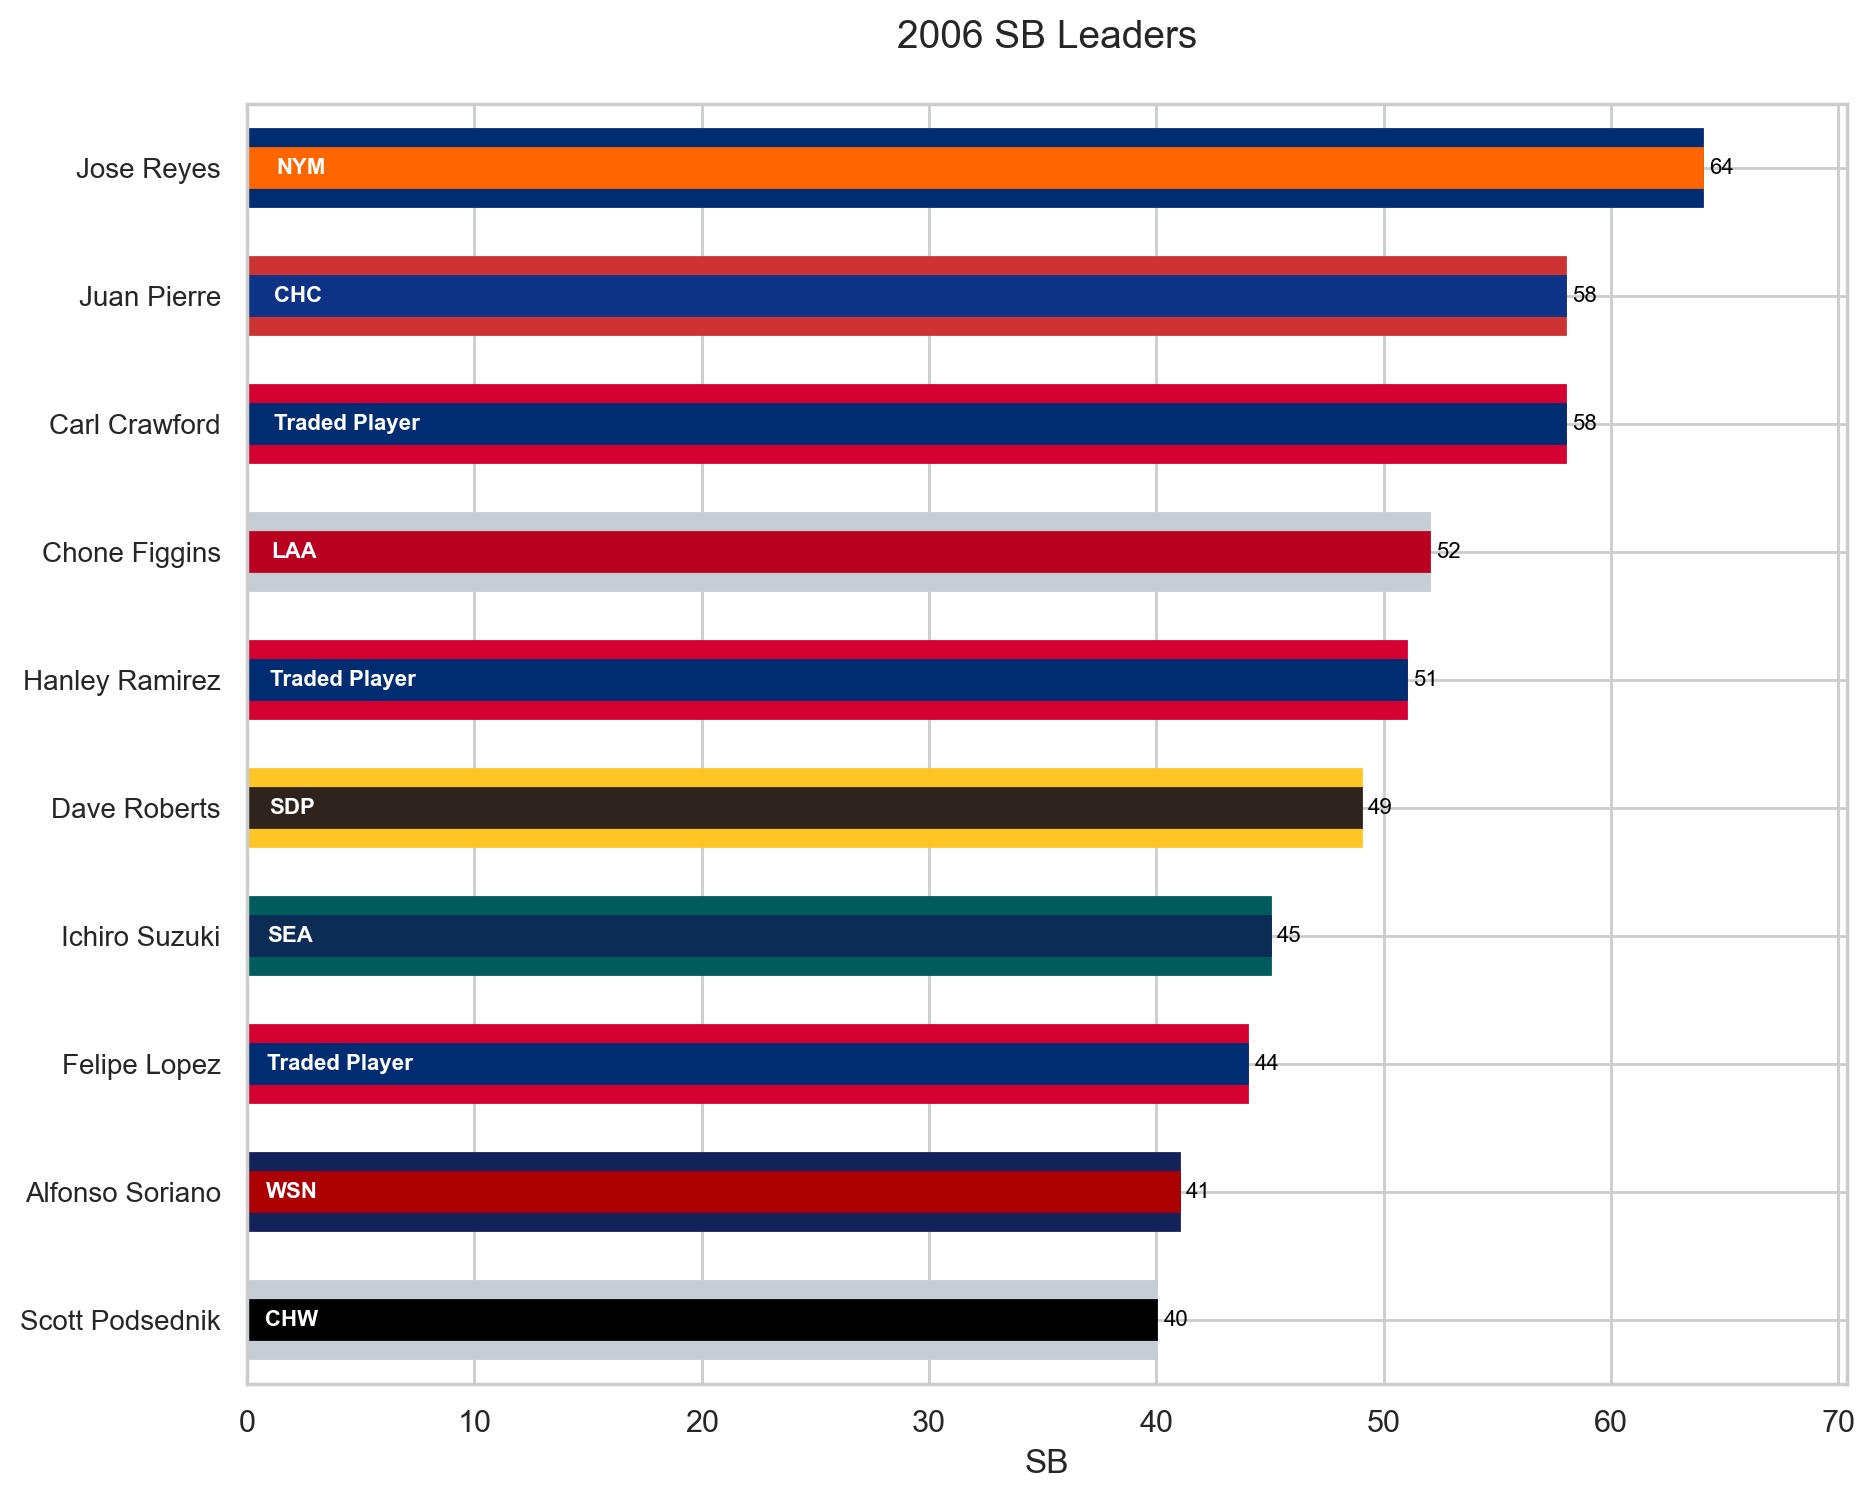 2006 SB Leaders
Jose Reyes NYM 64
Juan Pierre CHC 58
Carl Crawford Traded Player 58
Chone Figgins LAA 52
Hanley Ramirez Traded Player 51
Dave Roberts SDP 49
Ichiro Suzuki SEA 45
Felipe Lopez Traded Player 44
Alfonso Soriano WSN 41
Scott Podsednik CHW 40
0 10 20 30 40 50 60 70
SB